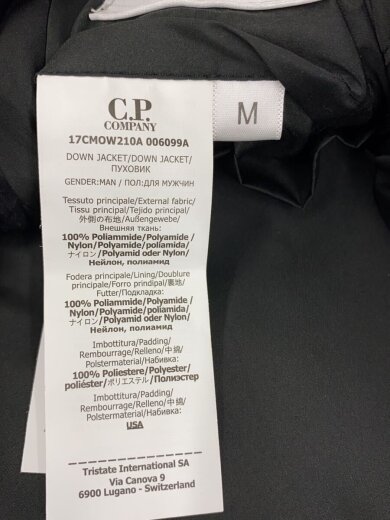 C.P.
COMPANY
M
17CMOW210A 006099A
DOWN JACKET/DOWN JACKET/
ПУХОВИК
GENDER:MAN / ПОЛ:ДЛЯ МУЖЧИН
Tessuto principale/External fabric/
Tissu principal/Tejido principal/
外側の布地/Außengewebe/
Внешняя ткань:
100% Poliammide/Polyamide /
Nylon/Polyamide/poliamida/
ナイロン/Polyamid oder Nylon/
Нейлон, полиамид
Fodera principale/Lining/Doublure
principale/Forro prindipal/裏地/
Futter/Подкладка:
100% Poliammide/Polyamide /
Nylon/Polyamide/poliamida/
ナイロン/Polyamid oder Nylon/
Нейлон, полиамид
Imbottitura/Padding/
Rembourrage/Relleno/中綿/
Polstermaterial/Набивка:
100% Poliestere/Polyester/
poliéster/ポリエステル/Полиэстер
Imbottitura/Padding/
Rembourrage/Relleno/中綿/
Polstermaterial/Набивка:
USA
Tristate International SA
Via Canova 9
6900 Lugano - Switzerland